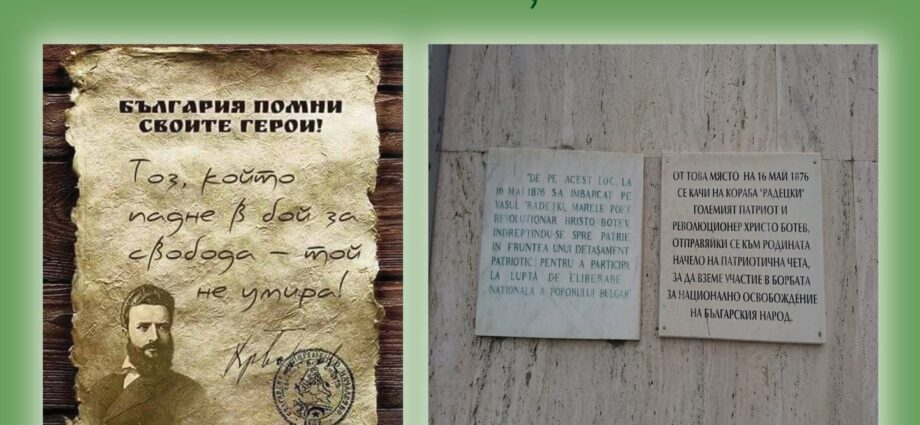 БЪЛГАРИЯ ПОМНИ
СВОИТЕ ГЕРОИ!
Тоз, който
падне в бой за
свобода – той
не умира!
"DE PE ACEST LOC, LA
16 MAI 1876 S-A IMBARCAT PE
VASUL "RADEȚKI, MARELE POET
REVOLUȚIONAR HRISTO BOTEV,
INDREPTINDU-SE SPRE PATRIE
IN FRUNTEA UNUI DETAȘAMENT
PATRIOTIC, PENTRU A PARTICIPA
LA LUPTA DE ELIBERARE
NAȚIONALA A POPORULUI BULGAR"
ОТ ТОВА МЯСТО НА 16 МАЙ 1876
СЕ КАЧИ НА КОРАБА "РАДЕЦКИ"
ГОЛЕМИЯТ ПАТРИОТ И
РЕВОЛЮЦИОНЕР ХРИСТО БОТЕВ,
ОТПРАВЯЙКИ СЕ КЪМ РОДИНАТА
НАЧЕЛО НА ПАТРИОТИЧНА ЧЕТА,
ЗА ДА ВЗЕМЕ УЧАСТИЕ В БОРБАТА
ЗА НАЦИОНАЛНО ОСВОБОЖДЕНИЕ
НА БЪЛГАРСКИЯ НАРОД.